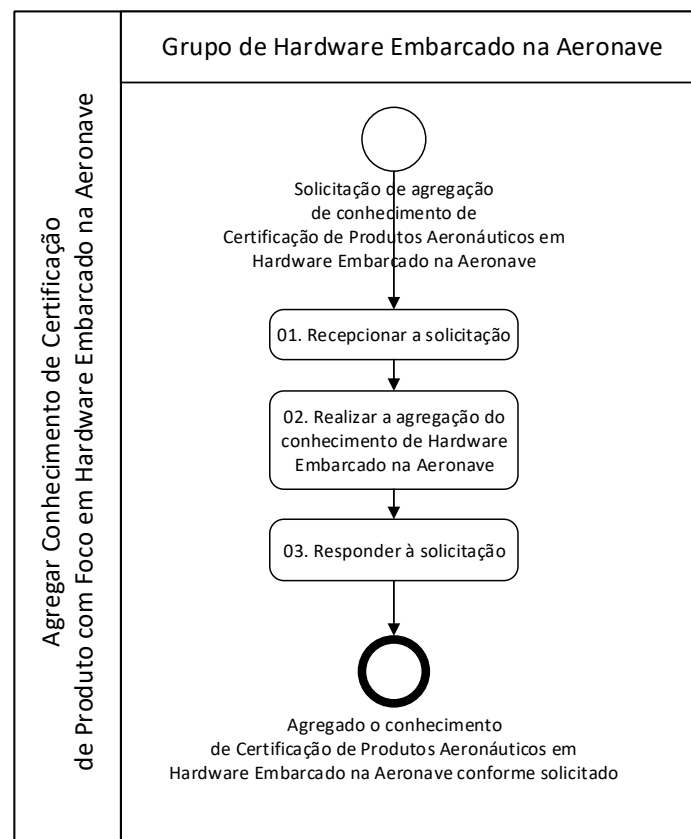 Grupo de Hardware Embarcado na Aeronave
Agregar Conhecimento de Certificação
de Produto com Foco em Hardware Embarcado na Aeronave
Solicitação de agregação
de conhecimento de
Certificação de Produtos Aeronáuticos em
Hardware Embarcado na Aeronave
01. Recepcionar a solicitação
02. Realizar a agregação do
conhecimento de Hardware
Embarcado na Aeronave
03. Responder à solicitação
Agregado o conhecimento
de Certificação de Produtos Aeronáuticos em
Hardware Embarcado na Aeronave conforme solicitado